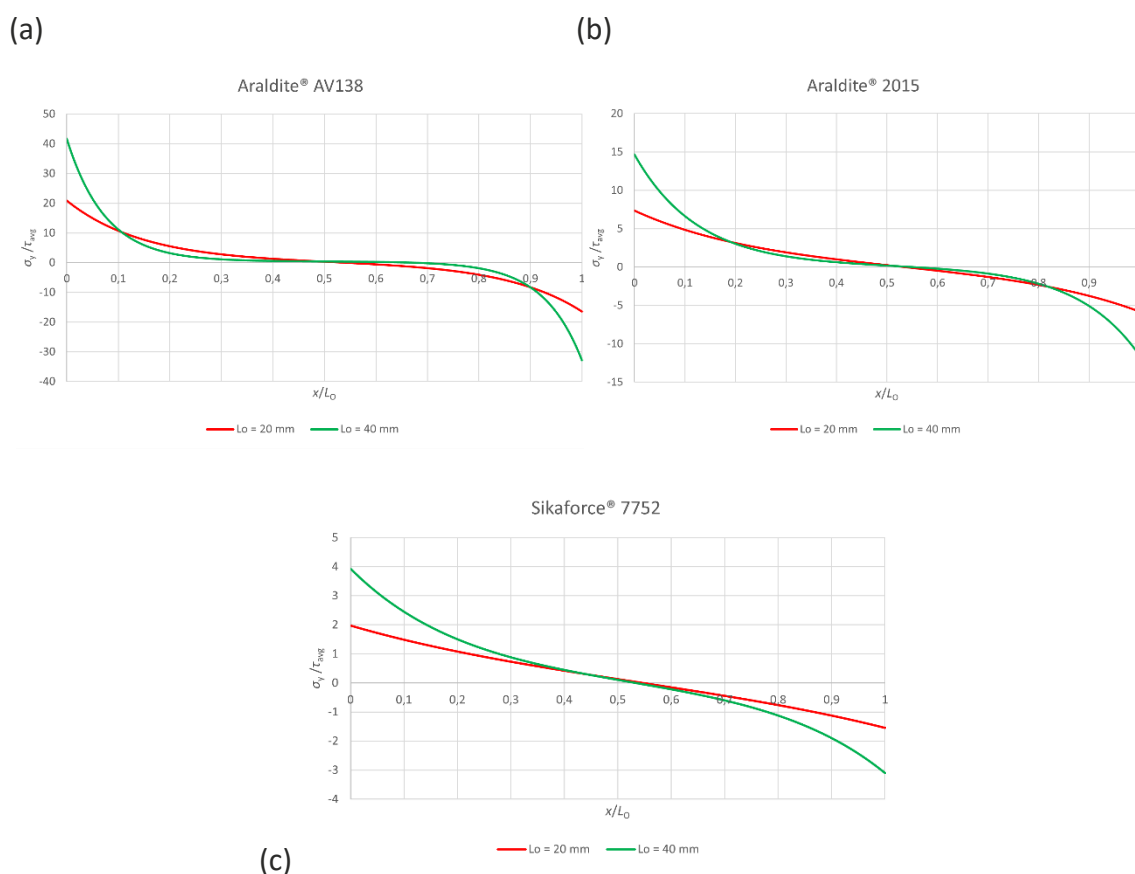 (a)
Araldite® AV138
50
40
30
20
10
0
-10
-20
-30
-40
σy /τavg
0 0,1 0,2 0,3 0,4 0,5 0,6 0,7 0,8 0,9 1
x/LO
Lo = 20 mm Lo = 40 mm
(b)
Araldite® 2015
20
15
10
5
0
-5
-10
-15
σy /τavg
0 0,1 0,2 0,3 0,4 0,5 0,6 0,7 0,8 0,9
x/LO
Lo = 20 mm Lo = 40 mm
Sikaforce® 7752
5
4
3
2
1
0
-1
-2
-3
-4
σy /τavg
0 0,1 0,2 0,3 0,4 0,5 0,6 0,7 0,8 0,9 1
x/LO
Lo = 20 mm Lo = 40 mm
(c)